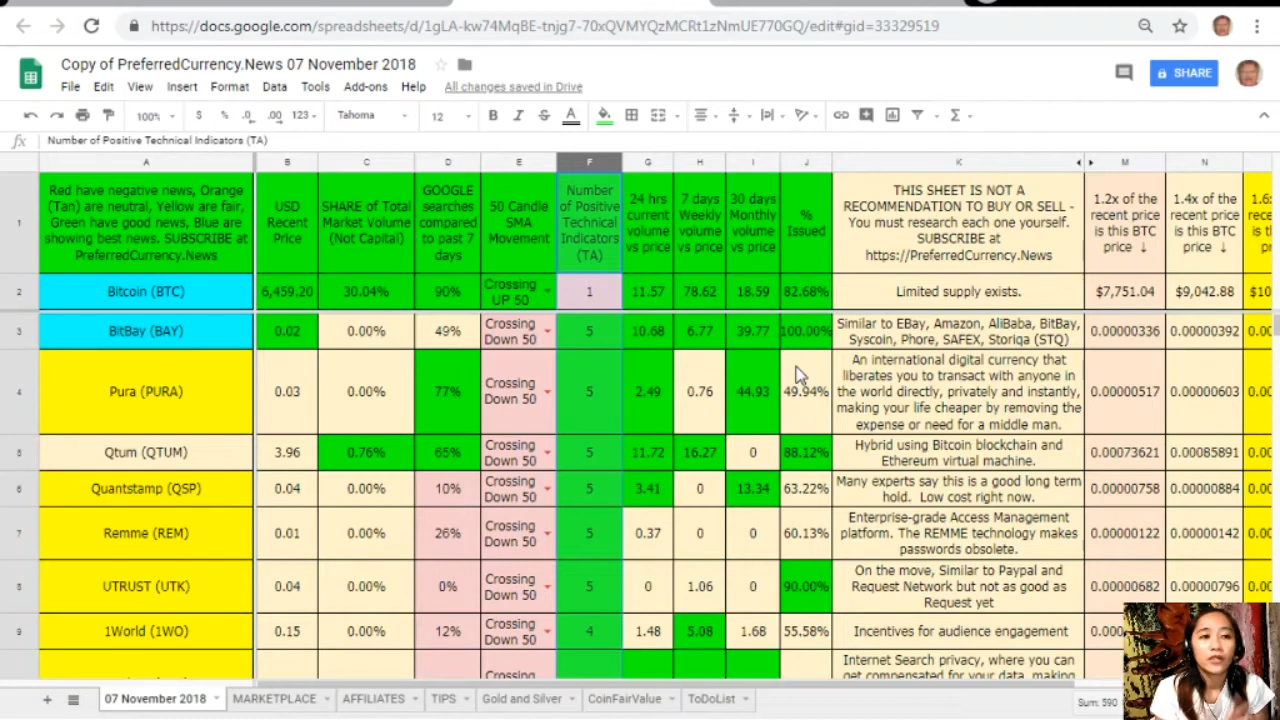 https://docs.google.com/spreadsheets/d/1gLA-kw74MqBE-tnjg7-70xQVMYQzMCRt1zNmUE770GQ/edit#gid=33329519
Copy of PreferredCurrency.News 07 November 2018
SHARE
File Edit View Insert Format Data Tools Add-ons Help All changes saved in Drive
100% $ % .0 .00 123 Tahoma 12 B I S A
fx Number of Positive Technical Indicators (TA)
A B C D E F G H I J K M N
1
Red have negative news, Orange
(Tan) are neutral, Yellow are fair,
Green have good news, Blue are
showing best news. SUBSCRIBE at
PreferredCurrency.News
USD
Recent
Price
SHARE of Total
Market Volume
(Not Capital)
GOOGLE
searches
compared
to past 7
days
50 Candle
SMA
Movement
Number
of Positive
Technical
Indicators
(TA)
24 hrs
current
volume
vs price
7 days
Weekly
volume
vs price
30 days
Monthly
volume
vs price
%
Issued
THIS SHEET IS NOT A
RECOMMENDATION TO BUY OR SELL -
You must research each one yourself.
SUBSCRIBE at
https://PreferredCurrency.News
1.2x of the
recent price
is this BTC
price ↓
1.4x of the
recent price
is this BTC
price ↓
2 Bitcoin (BTC) 6,459.20 30.04% 90% Crossing
UP 50 1 11.57 78.62 18.59 82.68% Limited supply exists. $7,751.04 $9,042.88
3 BitBay (BAY) 0.02 0.00% 49% Crossing
Down 50 5 10.68 6.77 39.77 100.00% Similar to EBay, Amazon, AliBaba, BitBay,
Syscoin, Phore, SAFEX, Storiqa (STQ) 0.00000336 0.00000392
4 Pura (PURA) 0.03 0.00% 77% Crossing
Down 50 5 2.49 0.76 44.93 49.94% An international digital currency that
liberates you to transact with anyone in
the world directly, privately and instantly,
making your life cheaper by removing the
expense or need for a middle man. 0.00000517 0.00000603
5 Qtum (QTUM) 3.96 0.76% 65% Crossing
Down 50 5 11.72 16.27 0 88.12% Hybrid using Bitcoin blockchain and
Ethereum virtual machine. 0.00073621 0.00085891
6 Quantstamp (QSP) 0.04 0.00% 10% Crossing
Down 50 5 3.41 0 13.34 63.22% Many experts say this is a good long term
hold. Low cost right now. 0.00000758 0.00000884
7 Remme (REM) 0.01 0.00% 26% Crossing
Down 50 5 0.37 0 0 60.13% Enterprise-grade Access Management
platform. The REMME technology makes
passwords obsolete. 0.00000122 0.00000142
8 UTRUST (UTK) 0.04 0.00% 0% Crossing
Down 50 5 0 1.06 0 90.00% On the move, Similar to Paypal and
Request Network but not as good as
Request yet 0.00000682 0.00000796
9 1World (1WO) 0.15 0.00% 12% Crossing
Down 50 4 1.48 5.08 1.68 55.58% Incentives for audience engagement
Internet Search privacy, where you can
get compensated for your data, making
07 November 2018 MARKETPLACE AFFILIATES TIPS Gold and Silver CoinFairValue ToDoList Sum: 590